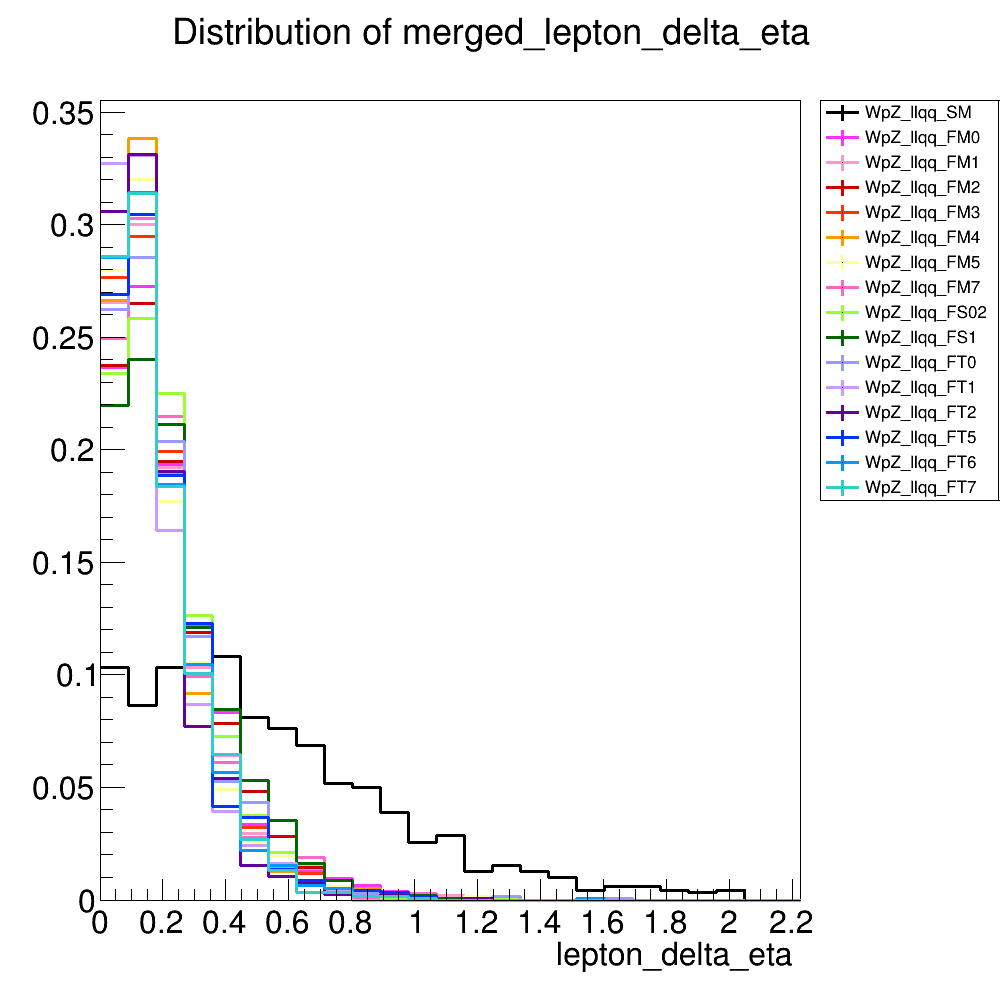 Distribution of merged_lepton_delta_eta
0.35
0.3
0.25
0.2
0.15
0.1
0.05
0
0 0.2 0.4 0.6 0.8 1 1.2 1.4 1.6 1.8 2 2.2
lepton_delta_eta
WpZ_llqq_SM
WpZ_llqq_FM0
WpZ_llqq_FM1
WpZ_llqq_FM2
WpZ_llqq_FM3
WpZ_llqq_FM4
WpZ_llqq_FM5
WpZ_llqq_FM7
WpZ_llqq_FS02
WpZ_llqq_FS1
WpZ_llqq_FT0
WpZ_llqq_FT1
WpZ_llqq_FT2
WpZ_llqq_FT5
WpZ_llqq_FT6
WpZ_llqq_FT7